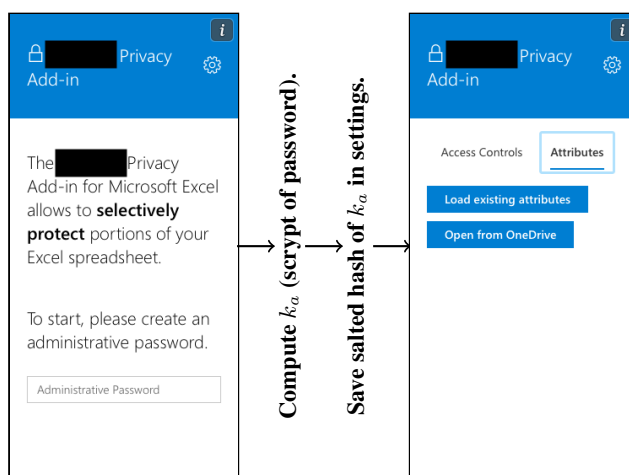 i
Privacy
Add-in
The Privacy
Add-in for Microsoft Excel
allows to selectively
protect portions of your
Excel spreadsheet.
To start, please create an
administrative password.
Administrative Password
Compute kₐ (scrypt of password).
Save salted hash of kₐ in settings.
i
Privacy
Add-in
Access Controls Attributes
Load existing attributes
Open from OneDrive